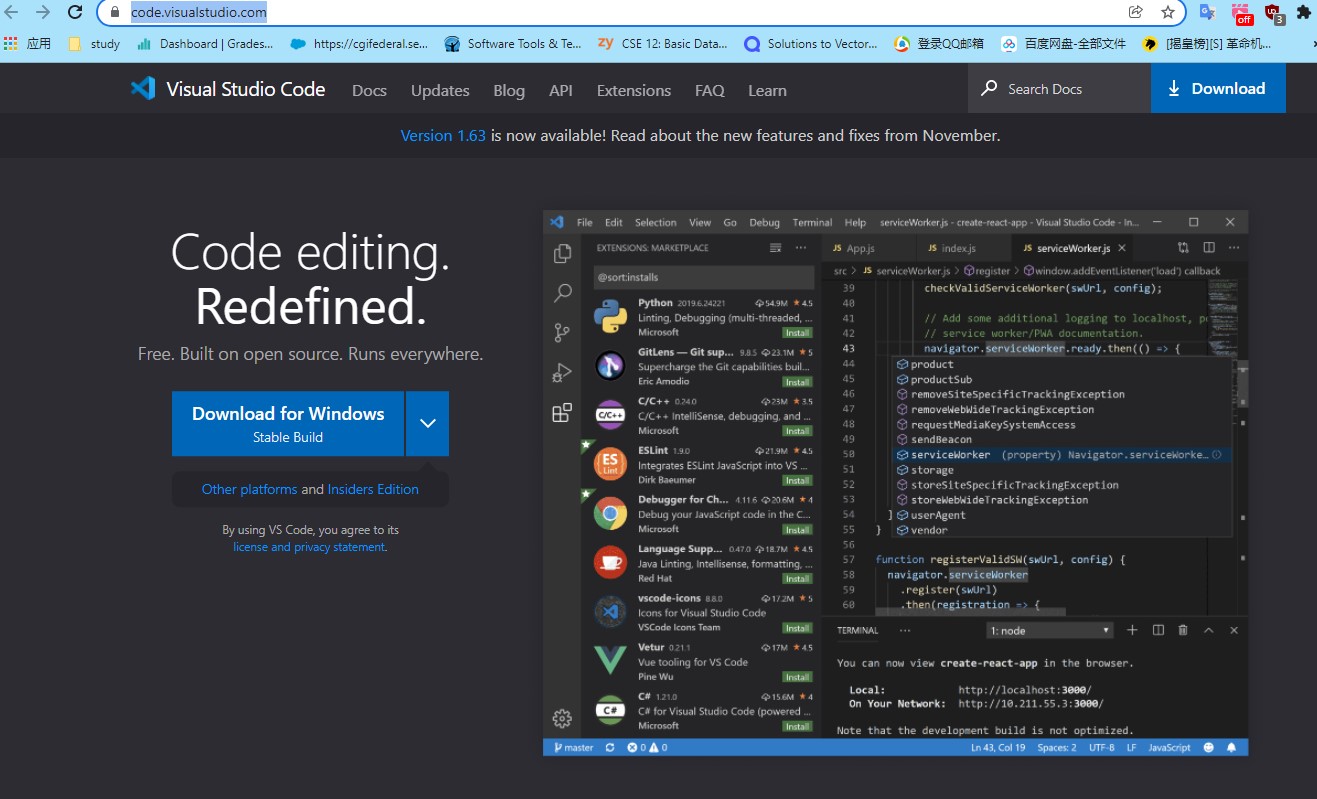 code.visualstudio.com
off
3
应用 study Dashboard | Grades... https://cgifederal.se... Software Tools & Te... zy CSE 12: Basic Data... Solutions to Vector... 登录QQ邮箱 百度网盘-全部文件 [揭皇榜][S] 革命机...
Visual Studio Code Docs Updates Blog API Extensions FAQ Learn Search Docs Download
Version 1.63 is now available! Read about the new features and fixes from November.
Code editing.
Redefined.
Free. Built on open source. Runs everywhere.
Download for Windows
Stable Build
Other platforms and Insiders Edition
By using VS Code, you agree to its
license and privacy statement.
File Edit Selection View Go Debug Terminal Help serviceWorker.js - create-react-app - Visual Studio Code - In...
EXTENSIONS: MARKETPLACE
@sort:installs
Python 2019.6.24221 54.9M 4.5
Linting, Debugging (multi-threaded, ...
Microsoft Install
GitLens — Git sup... 9.8.5 23.1M 5
Supercharge the Git capabilities buil...
Eric Amodio Install
C/C++ 0.24.0 23M 3.5
C/C++ IntelliSense, debugging, and ...
Microsoft Install
ESLint 1.9.0 21.9M 4.5
Integrates ESLint JavaScript into VS ...
Dirk Baeumer Install
Debugger for Ch... 4.11.6 20.6M 4
Debug your JavaScript code in the C...
Microsoft Install
Language Supp... 0.47.0 18.7M 4.5
Java Linting, Intellisense, formatting, ...
Red Hat Install
vscode-icons 8.8.0 17.2M 5
Icons for Visual Studio Code
VSCode Icons Team Install
Vetur 0.21.1 17M 4.5
Vue tooling for VS Code
Pine Wu Install
C# 1.21.0 15.6M 4
C# for Visual Studio Code (powered ...
Microsoft Install
JS App.js JS index.js JS serviceWorker.js
src > JS serviceWorker.js > register > window.addEventListener('load') callback
39 checkValidServiceWorker(swUrl, config);
40
41 // Add some additional logging to localhost, p
42 // service worker/PWA documentation.
43 navigator.serviceWorker.ready.then(() => {
44 product
45 productSub
46 removeSiteSpecificTrackingException
47 removeWebWideTrackingException
48 requestMediaKeySystemAccess
49 sendBeacon
50 serviceWorker (property) Navigator.serviceWorke...
51 storage
52 storeSiteSpecificTrackingException
53 storeWebWideTrackingException
54 } userAgent
55 } vendor
56
57 function registerValidSW(swUrl, config) {
58 navigator.serviceWorker
59 .register(swUrl)
60 .then(registration => {
TERMINAL ... 1: node
You can now view create-react-app in the browser.
Local: http://localhost:3000/
On Your Network: http://10.211.55.3:3000/
Note that the development build is not optimized.
master 0 0 Ln 43, Col 19 Spaces: 2 UTF-8 LF JavaScript